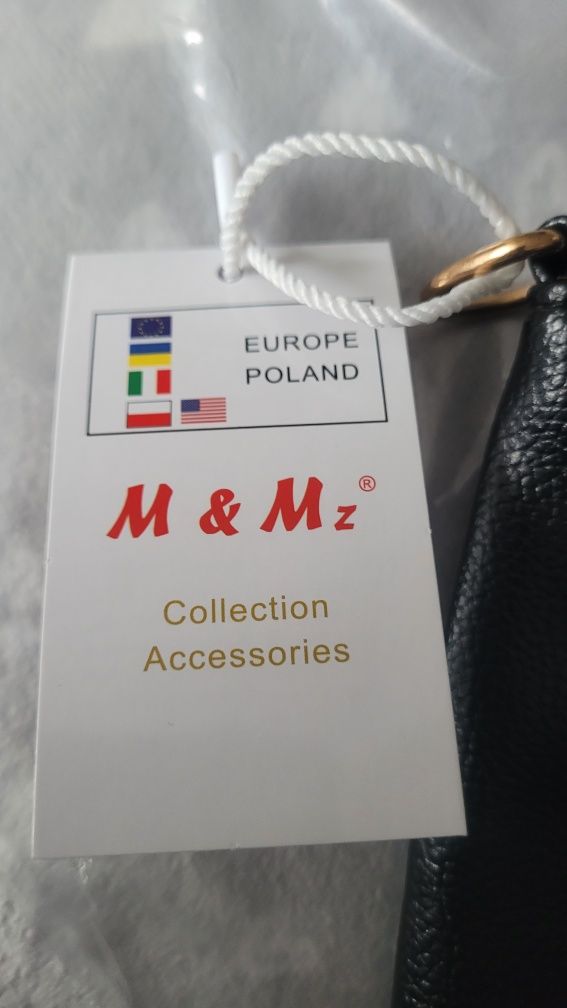 EUROPE
POLAND
M & Mz®
Collection
Accessories